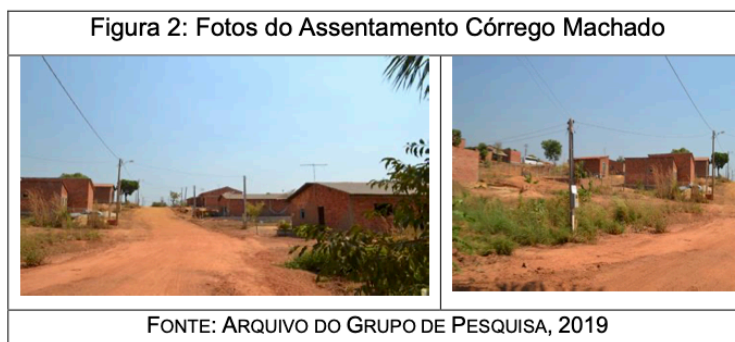 Figura 2: Fotos do Assentamento Córrego Machado
FONTE: ARQUIVO DO GRUPO DE PESQUISA, 2019